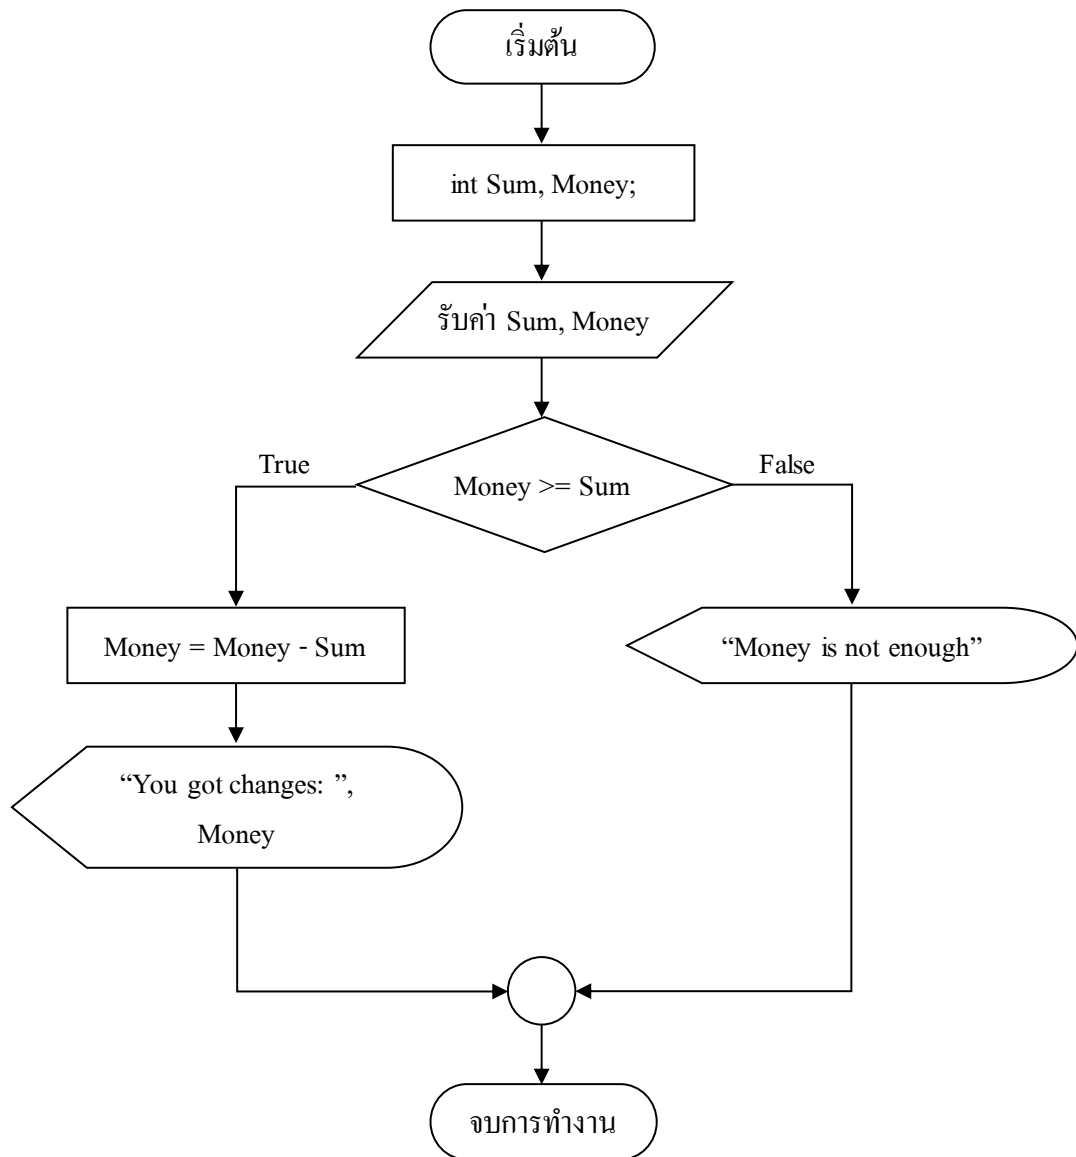 เริ่มต้น
int Sum, Money;
รับค่า Sum, Money
True
False
Money >= Sum
Money = Money - Sum
“Money is not enough”
“You got changes: ”,
Money
จบการทำงาน